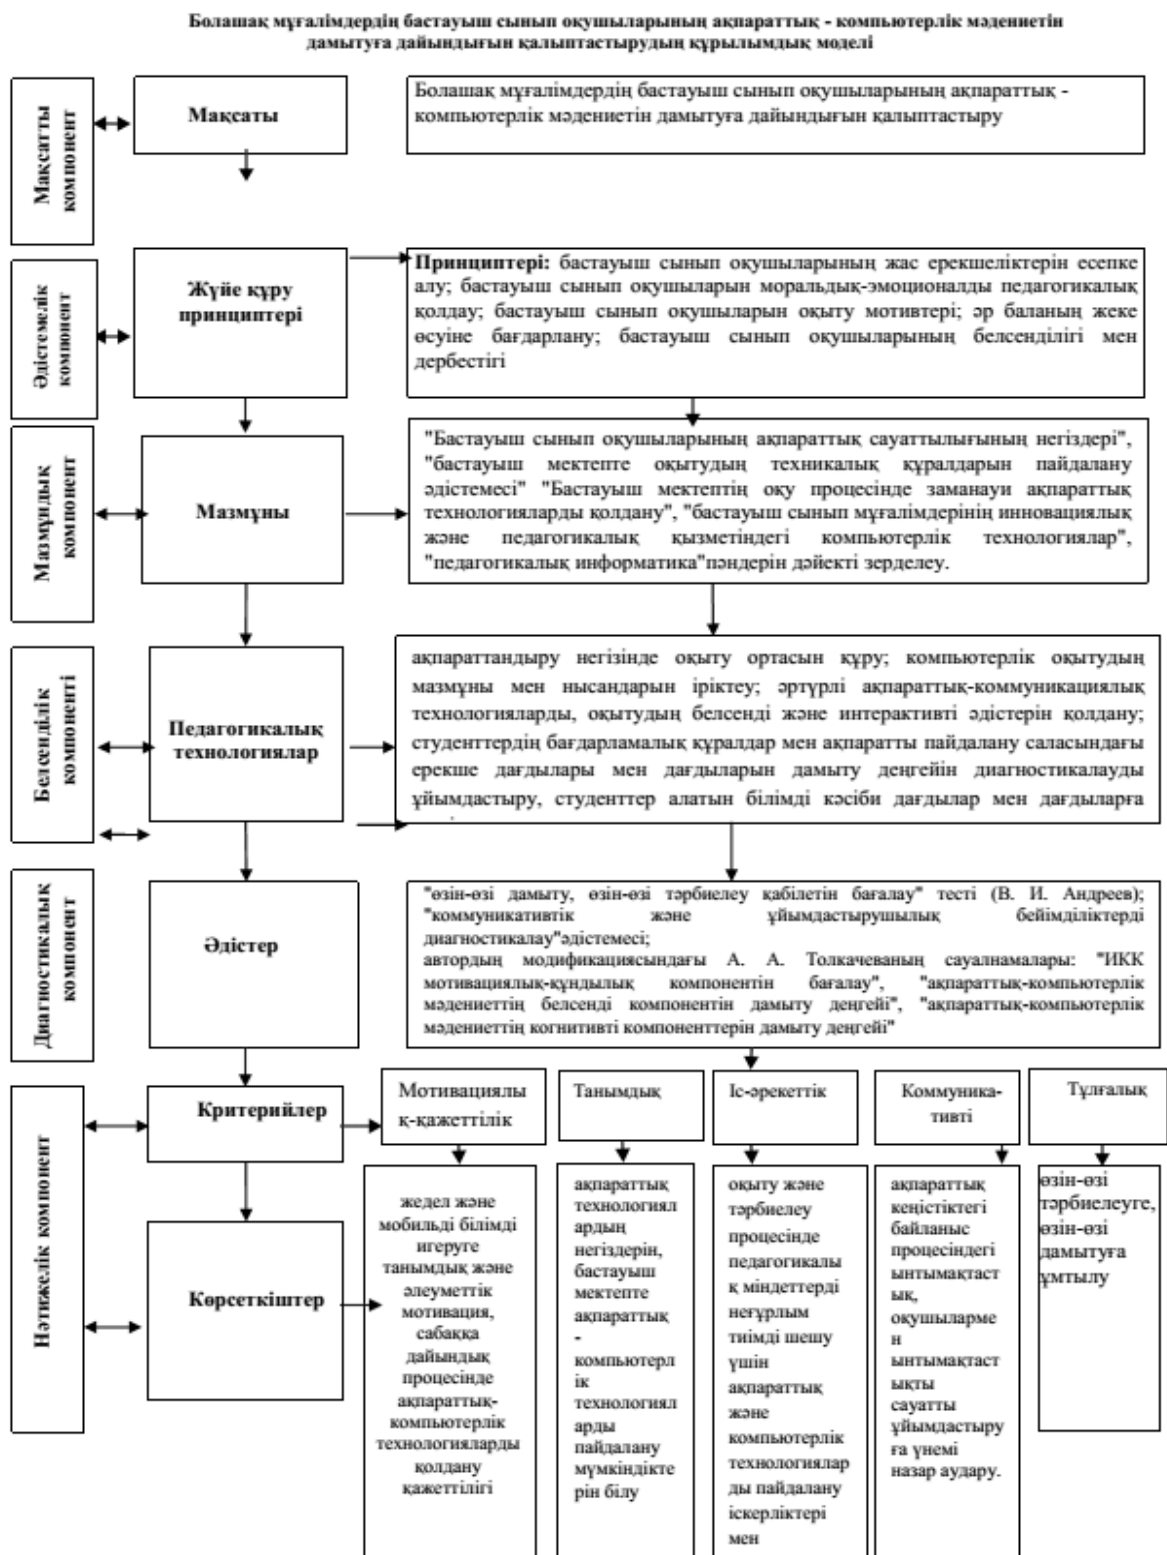 Болашақ мұғалімдердің бастауыш сынып оқушыларының ақпараттық - компьютерлік мәдениетін
дамытуға дайындығын қалыптастырудың құрылымдық моделі
Мақсатты
компонент
Мақсаты
Болашақ мұғалімдердің бастауыш сынып оқушыларының ақпараттық -
компьютерлік мәдениетін дамытуға дайындығын қалыптастыру
Әдістемелік
компонент
Жүйе құру
принциптері
Принциптері: бастауыш сынып оқушыларының жас ерекшеліктерін есепке
алу; бастауыш сынып оқушыларын моральдық-эмоционалды педагогикалық
қолдау; бастауыш сынып оқушыларын оқыту мотивтері; әр баланың жеке
өсуіне бағдарлану; бастауыш сынып оқушыларының белсенділігі мен
дербестігі
Мазмұндық
компонент
Мазмұны
"Бастауыш сынып оқушыларының ақпараттық сауаттылығының негіздері",
"бастауыш мектепте оқытудың техникалық құралдарын пайдалану
әдістемесі" "Бастауыш мектептің оқу процесінде заманауи ақпараттық
технологияларды қолдану", "бастауыш сынып мұғалімдерінің инновациялық
және педагогикалық қызметіндегі компьютерлік технологиялар",
"педагогикалық информатика"пәндерін дәйекті зерделеу.
Белсенділік
компоненті
Педагогикалық
технологиялар
ақпараттандыру негізінде оқыту ортасын құру; компьютерлік оқытудың
мазмұны мен нысандарын іріктеу; әртүрлі ақпараттық-коммуникациялық
технологияларды, оқытудың белсенді және интерактивті әдістерін қолдану;
студенттердің бағдарламалық құралдар мен ақпаратты пайдалану саласындағы
ерекше дағдылары мен дағдыларын дамыту деңгейін диагностикалауды
ұйымдастыру, студенттер алатын білімді кәсіби дағдылар мен дағдыларға
Диагностикалық
компонент
Әдістер
"өзін-өзі дамыту, өзін-өзі тәрбиелеу қабілетін бағалау" тесті (В. И. Андреев);
"коммуникативтік және ұйымдастырушылық бейімділіктерді
диагностикалау"әдістемесі;
автордың модификациясындағы А. А. Толкачеваның сауалнамалары: "ИКК
мотивациялық-құндылық компонентін бағалау", "ақпараттық-компьютерлік
мәдениеттің белсенді компонентін дамыту деңгейі", "ақпараттық-компьютерлік
мәдениеттің когнитивті компоненттерін дамыту деңгейі"
Нәтижелік компонент
Критерийлер
Мотивациялы
қ-қажеттілік
Танымдық
Іс-әрекеттік
Коммуника-
тивті
Тұлғалық
Көрсеткіштер
жедел және
мобильді білімді
игеруге
танымдық және
әлеуметтік
мотивация,
сабаққа
дайындық
процесінде
ақпараттық-
компьютерлік
технологияларды
қолдану
қажеттілігі
ақпараттық
технологиял
ардың
негіздерін,
бастауыш
мектепте
ақпараттық
-
компьютерл
ік
технологиял
арды
пайдалану
мүмкіндікте
рін білу
оқыту және
тәрбиелеу
процесінде
педагогикалы
қ міндеттерді
неғұрлым
тиімді шешу
үшін
ақпараттық
және
компьютерлік
технологиялар
ды пайдалану
іскерліктері
мен
ақпараттық
кеңістіктегі
байланыс
процесіндегі
ынтымақтаст
ық,
оқушылармe
н
ынтымақтаст
ықты
сауатты
ұйымдастыру
ға үнемі
назар аудару.
өзін-өзі
тәрбиелеуге,
өзін-өзі
дамытуға
ұмтылу